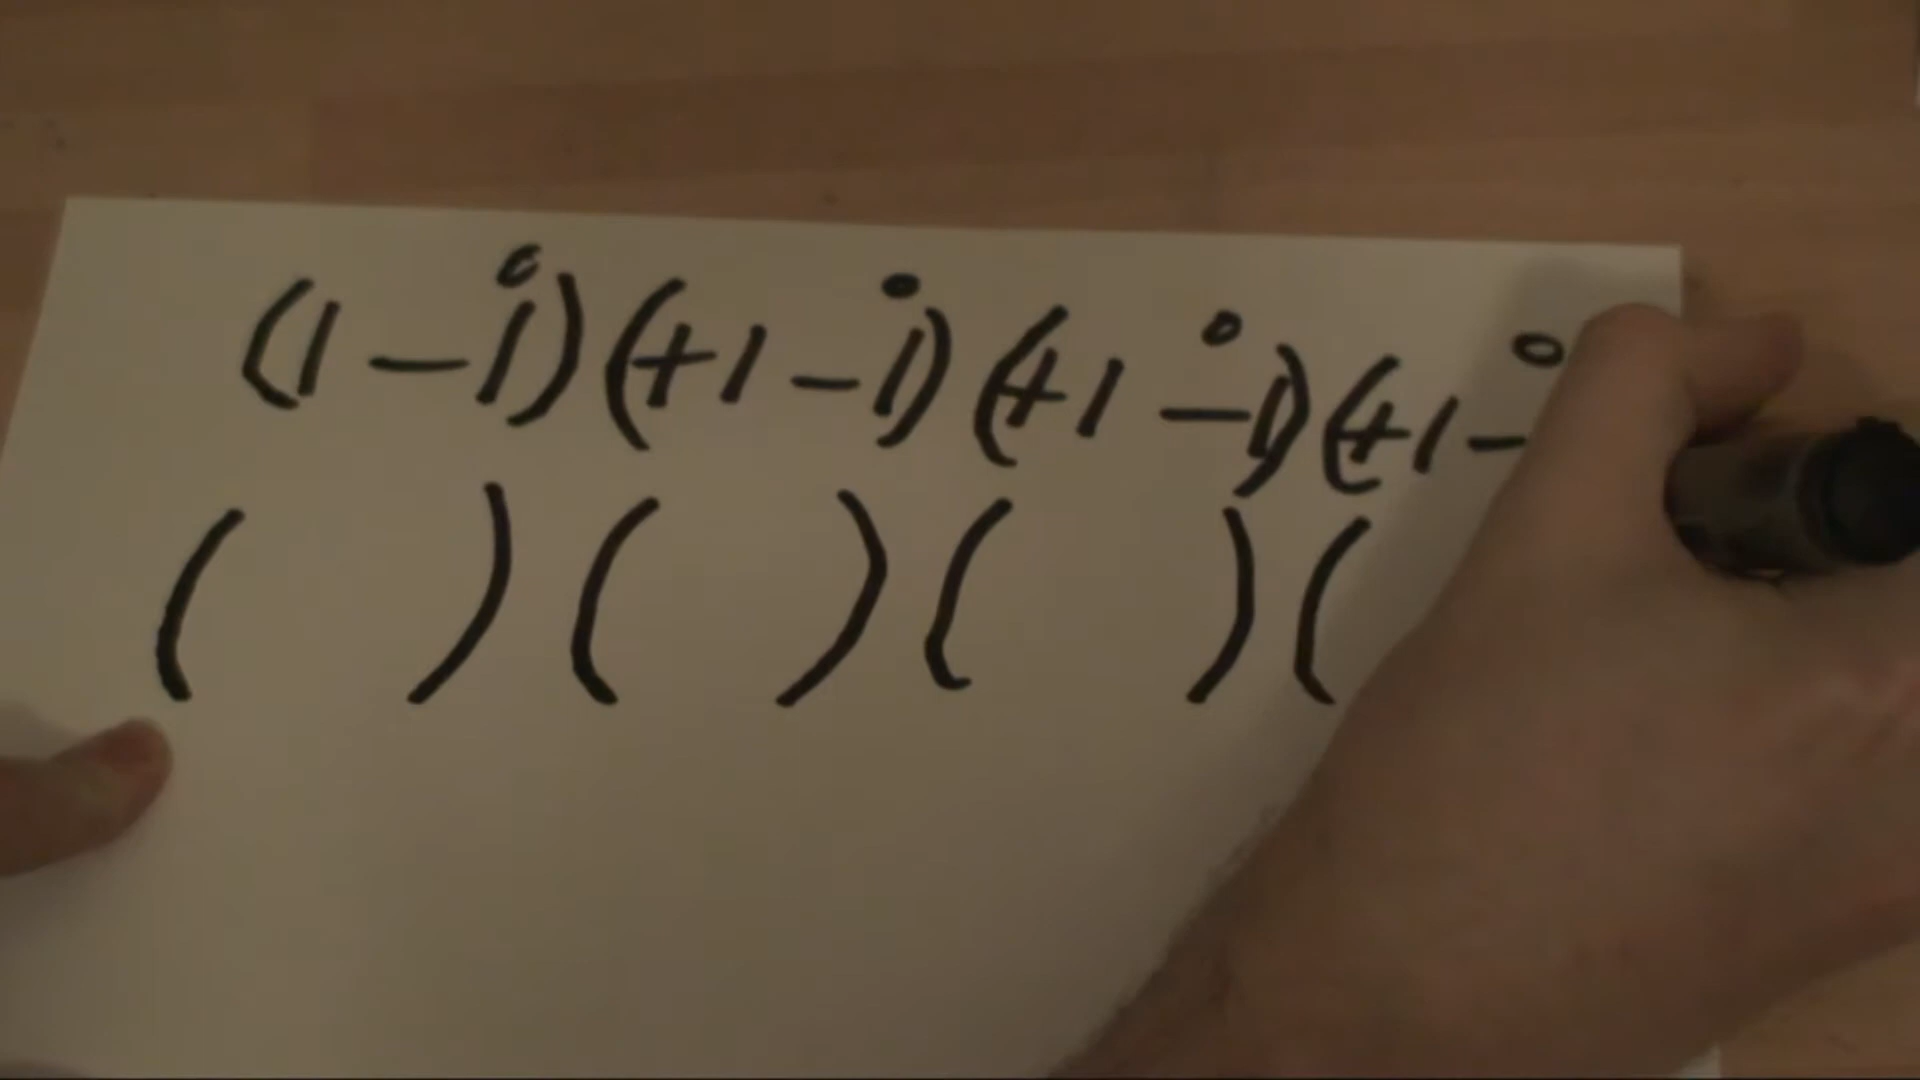 (1 - i)(+1 - i)(+1 - i)(+1 -
( ) ( ) ( ) (